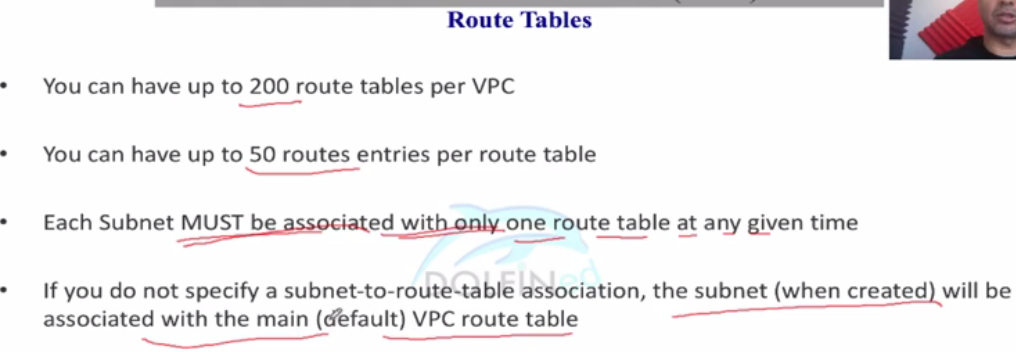 Route Tables
• You can have up to 200 route tables per VPC
• You can have up to 50 routes entries per route table
• Each Subnet MUST be associated with only one route table at any given time
• If you do not specify a subnet-to-route-table association, the subnet (when created) will be
associated with the main (default) VPC route table
DOLFINed